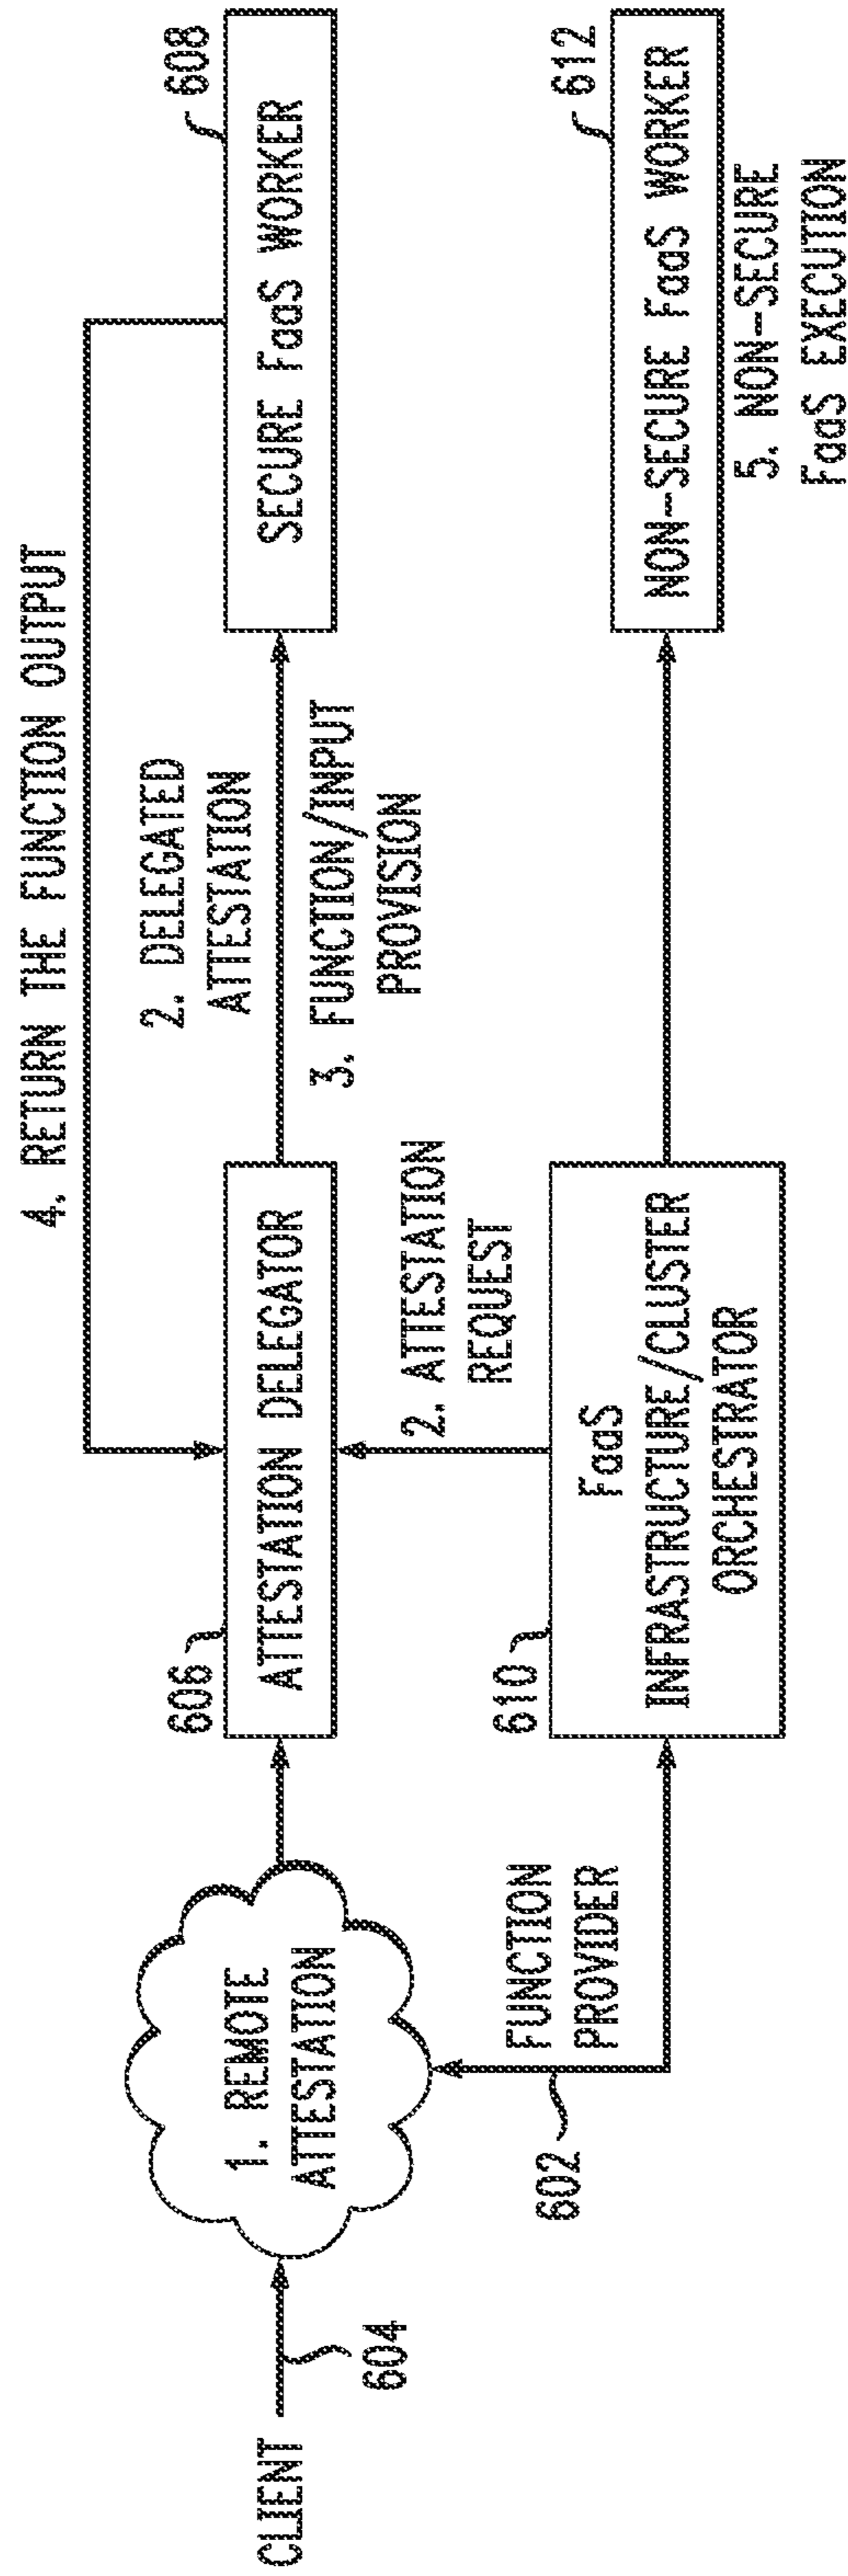 4. RETURN THE FUNCTION OUTPUT
608
2. DELEGATED
ATTESTATION
SECURE FaaS WORKER
3. FUNCTION/INPUT
PROVISION
606
ATTESTATION DELEGATOR
1. REMOTE
ATTESTATION
CLIENT
604
2. ATTESTATION
REQUEST
612
610
FaaS
INFRASTRUCTURE/CLUSTER
ORCHESTRATOR
FUNCTION
PROVIDER
602
NON-SECURE FaaS WORKER
5. NON-SECURE
FaaS EXECUTION